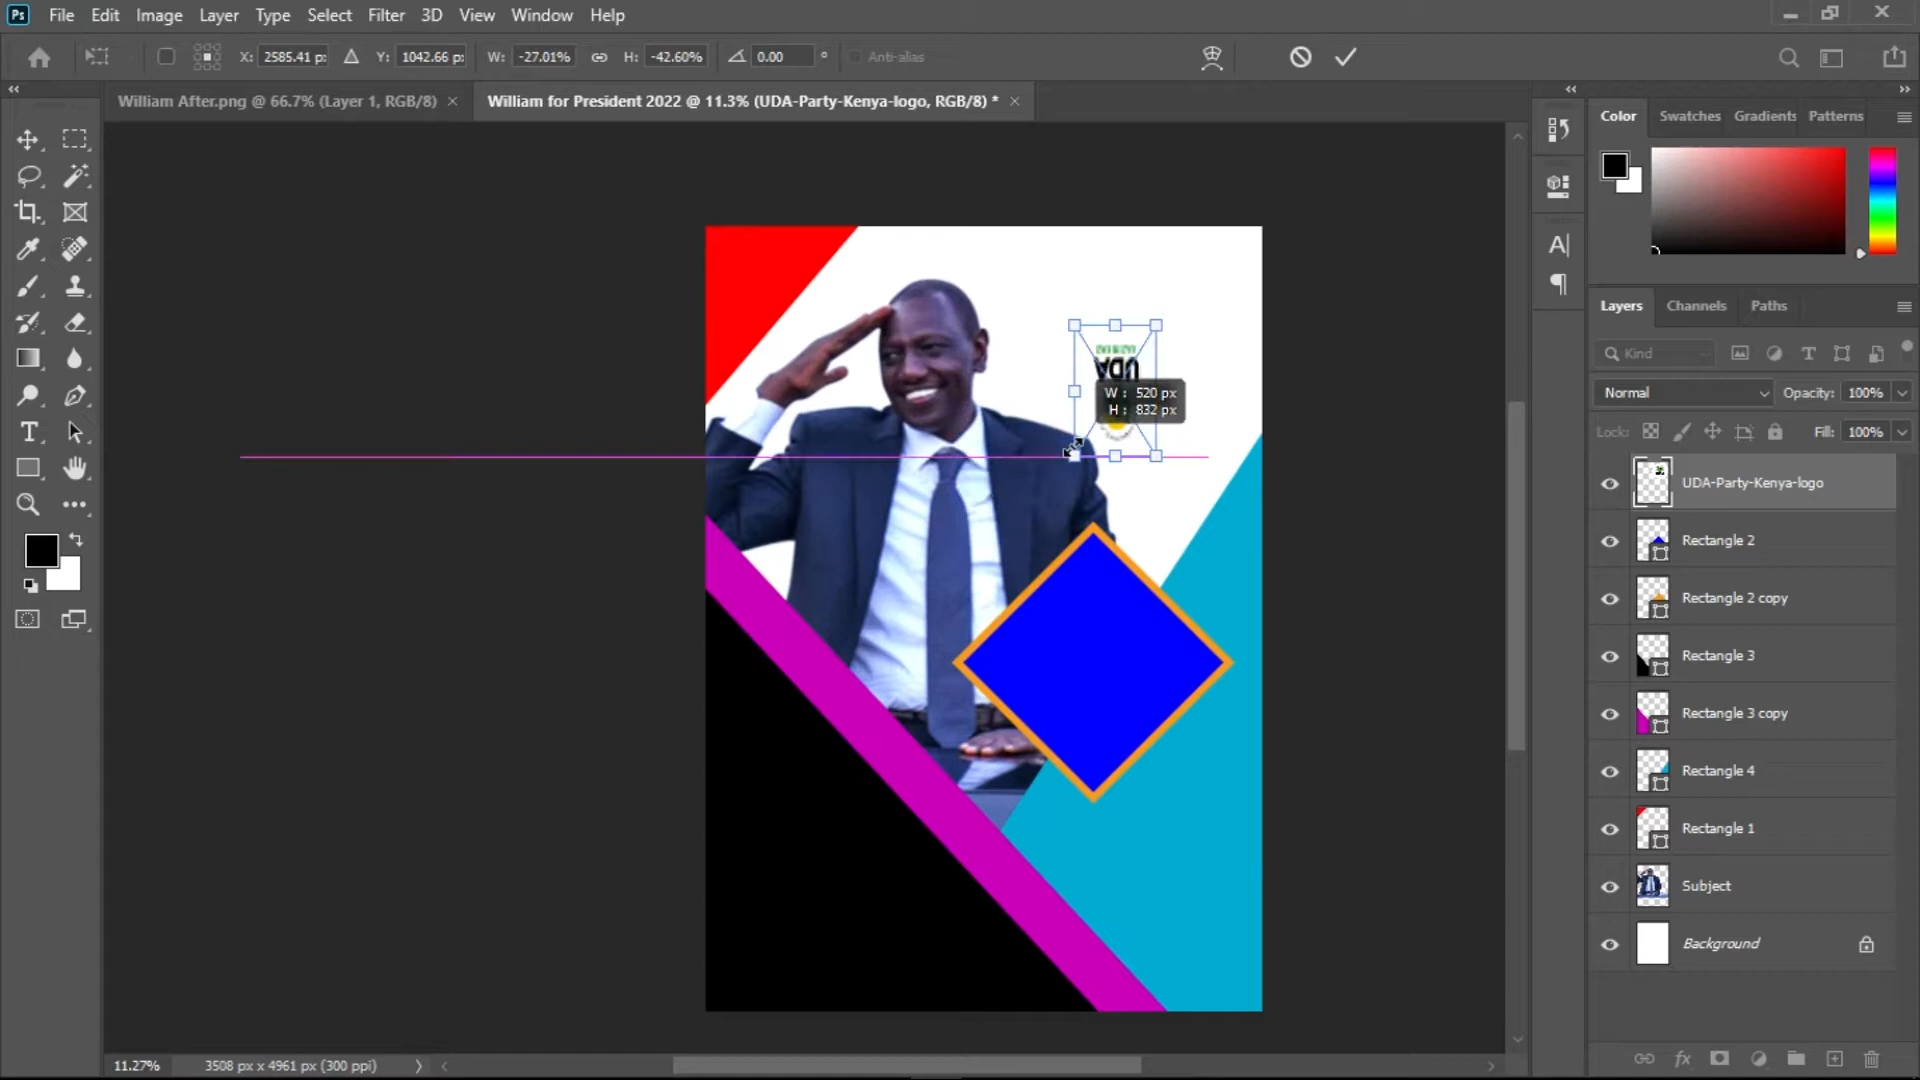 Ps File Edit Image Layer Type Select Filter 3D View Window Help
X: 2585.41 p: Y: 1042.66 p: W: -27.01% H: -42.60% 0.00 ° Anti-alias
William After.png @ 66.7% (Layer 1, RGB/8) × William for President 2022 @ 11.3% (UDA-Party-Kenya-logo, RGB/8) * ×
Color Swatches Gradients Patterns
UDA
W : 520 px
H : 832 px
Layers Channels Paths
Kind
Normal Opacity: 100%
Lock: Fill: 100%
UDA-Party-Kenya-logo
Rectangle 2
Rectangle 2 copy
Rectangle 3
Rectangle 3 copy
Rectangle 4
Rectangle 1
Subject
Background
11.27% 3508 px x 4961 px (300 ppi)